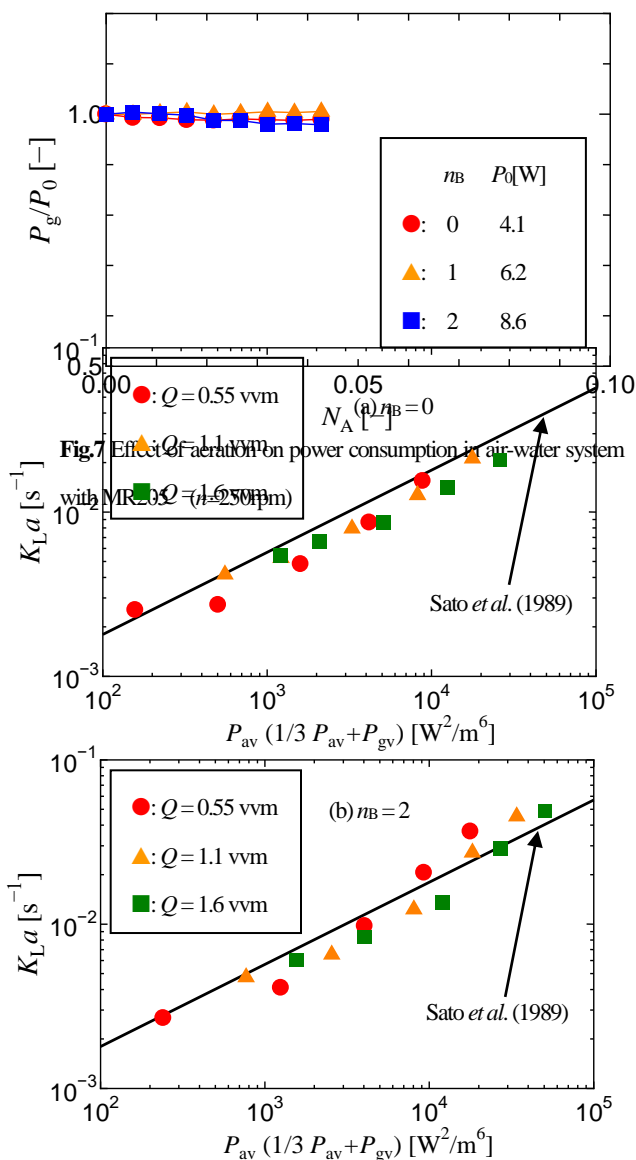 1.0
P_g/P_0 [−]
n_B P_0[W]
: 0 4.1
: 1 6.2
: 2 8.6
10^−1
0.00 0.05 0.10
N_A [−]
Fig.7 Effect of aeration on power consumption in air-water system
with MR205 (n=250rpm)
0.5
(a) n_B = 0
: Q = 0.55 vvm
: Q = 1.1 vvm
: Q = 1.6 vvm
K_L a [s^−1]
10^−2
Sato et al. (1989)
10^−3
10^2 10^3 10^4 10^5
P_av (1/3 P_av+P_gv) [W^2/m^6]
10^−1
: Q = 0.55 vvm
(b) n_B = 2
: Q = 1.1 vvm
: Q = 1.6 vvm
K_L a [s^−1]
10^−2
Sato et al. (1989)
10^−3
10^2 10^3 10^4 10^5
P_av (1/3 P_av+P_gv) [W^2/m^6]